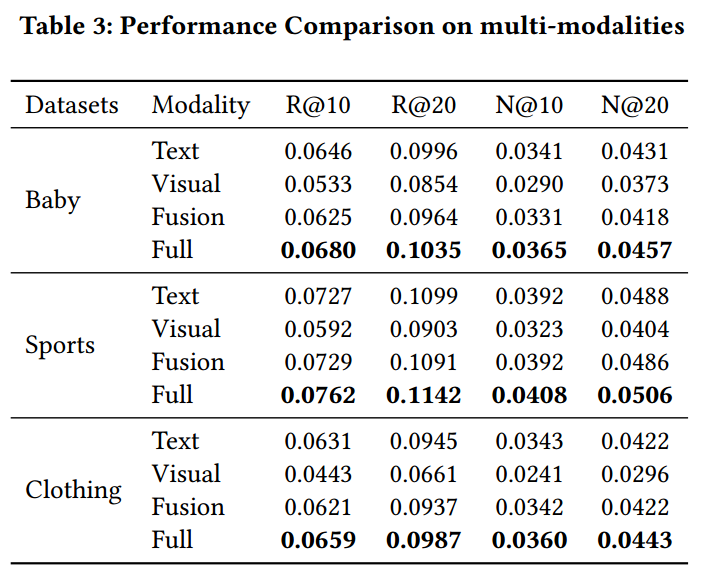 Table 3: Performance Comparison on multi-modalities
Datasets Modality R@10 R@20 N@10 N@20
Baby
Text 0.0646 0.0996 0.0341 0.0431
Visual 0.0533 0.0854 0.0290 0.0373
Fusion 0.0625 0.0964 0.0331 0.0418
Full 0.0680 0.1035 0.0365 0.0457
Sports
Text 0.0727 0.1099 0.0392 0.0488
Visual 0.0592 0.0903 0.0323 0.0404
Fusion 0.0729 0.1091 0.0392 0.0486
Full 0.0762 0.1142 0.0408 0.0506
Clothing
Text 0.0631 0.0945 0.0343 0.0422
Visual 0.0443 0.0661 0.0241 0.0296
Fusion 0.0621 0.0937 0.0342 0.0422
Full 0.0659 0.0987 0.0360 0.0443